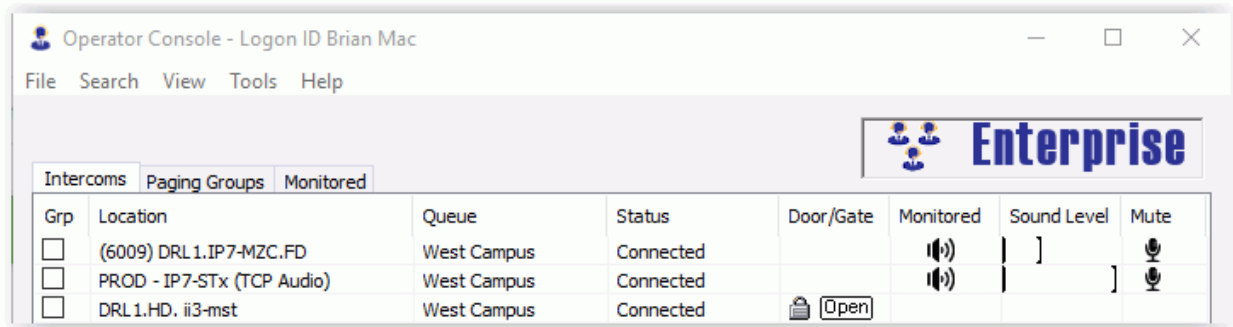 Operator Console - Logon ID Brian Mac
File Search View Tools Help
Enterprise
Intercoms Paging Groups Monitored
Grp Location Queue Status Door/Gate Monitored Sound Level Mute
(6009) DRL1.IP7-MZC.FD West Campus Connected
PROD - IP7-STx (TCP Audio) West Campus Connected
DRL1.HD. ii3-mst West Campus Connected Open